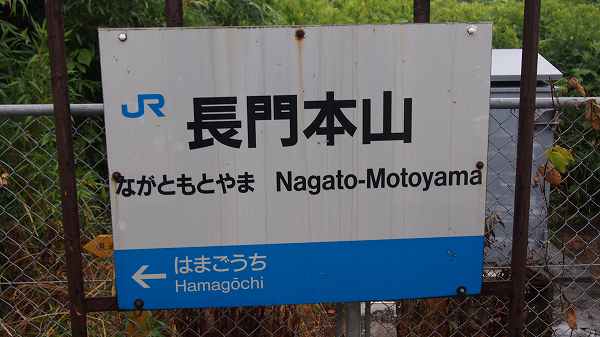 JR 長門本山
ながともとやま Nagato-Motoyama
← はまごうち
Hamagōchi